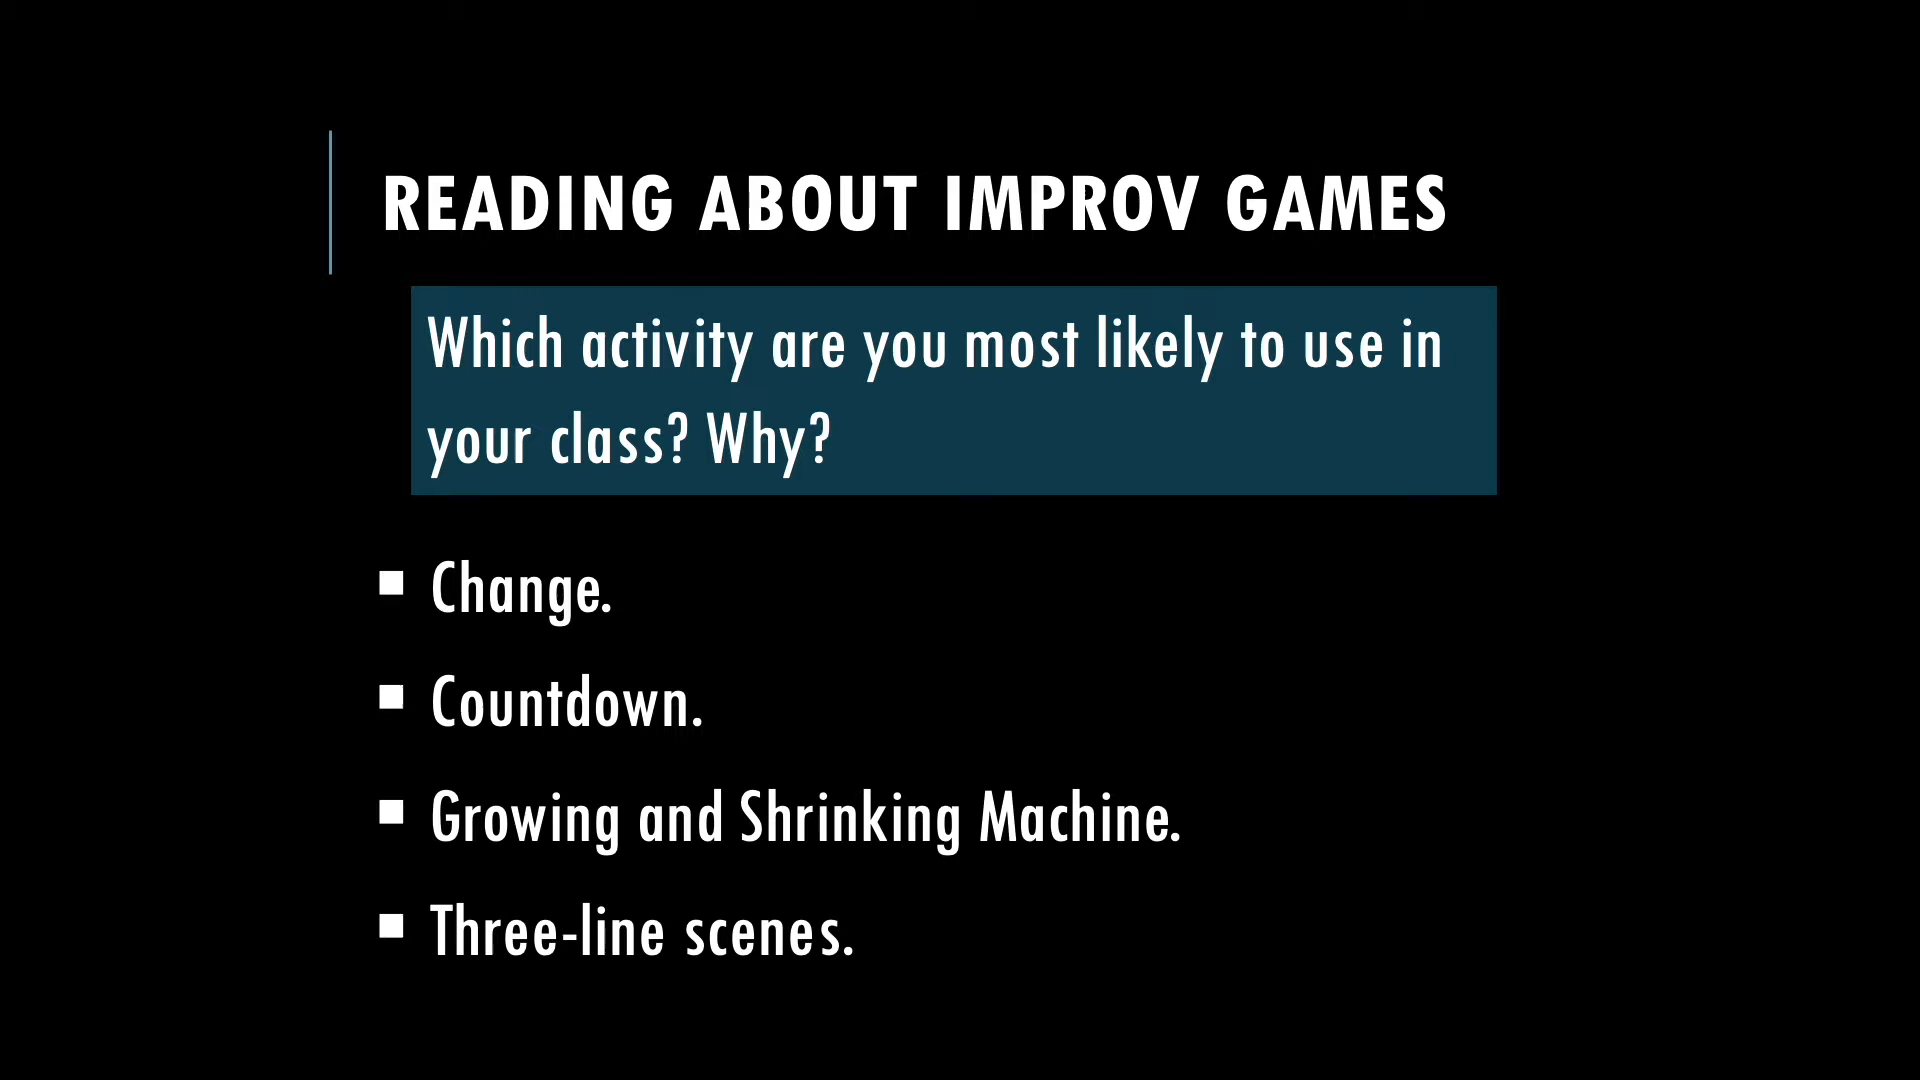 READING ABOUT IMPROV GAMES
Which activity are you most likely to use in
your class? Why?
Change.
Countdown.
Growing and Shrinking Machine.
Three-line scenes.